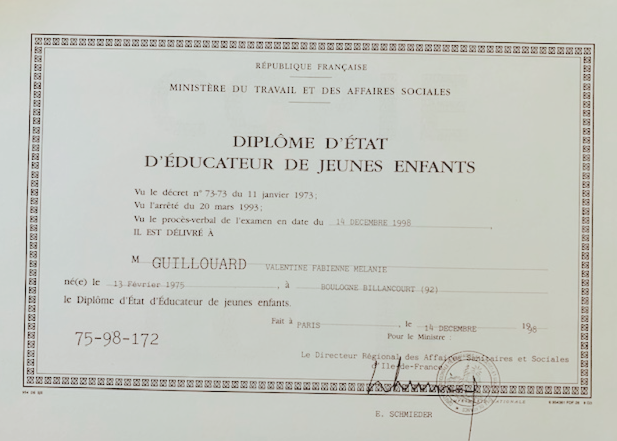 RÉPUBLIQUE FRANÇAISE
MINISTÈRE DU TRAVAIL ET DES AFFAIRES SOCIALES
DIPLÔME D'ÉTAT
D'ÉDUCATEUR DE JEUNES ENFANTS
Vu le décret n° 73-73 du 11 janvier 1973;
Vu l'arrêté du 20 mars 1993;
Vu le procès-verbal de l'examen en date du 14 DECEMBRE 1998
IL EST DÉLIVRÉ À
M GUILLOUARD VALENTINE FABIENNE MELANIE
né(e) le 13 Février 1975, à BOULOGNE BILLANCOURT (92)
le Diplôme d'État d'Éducateur de jeunes enfants.
Fait à PARIS, le 14 DECEMBRE 1998
75-98-172
Pour le Ministre :
Le Directeur Régional des Affaires Sanitaires et Sociales
d'Ile-de-France
E. SCHMIEDER